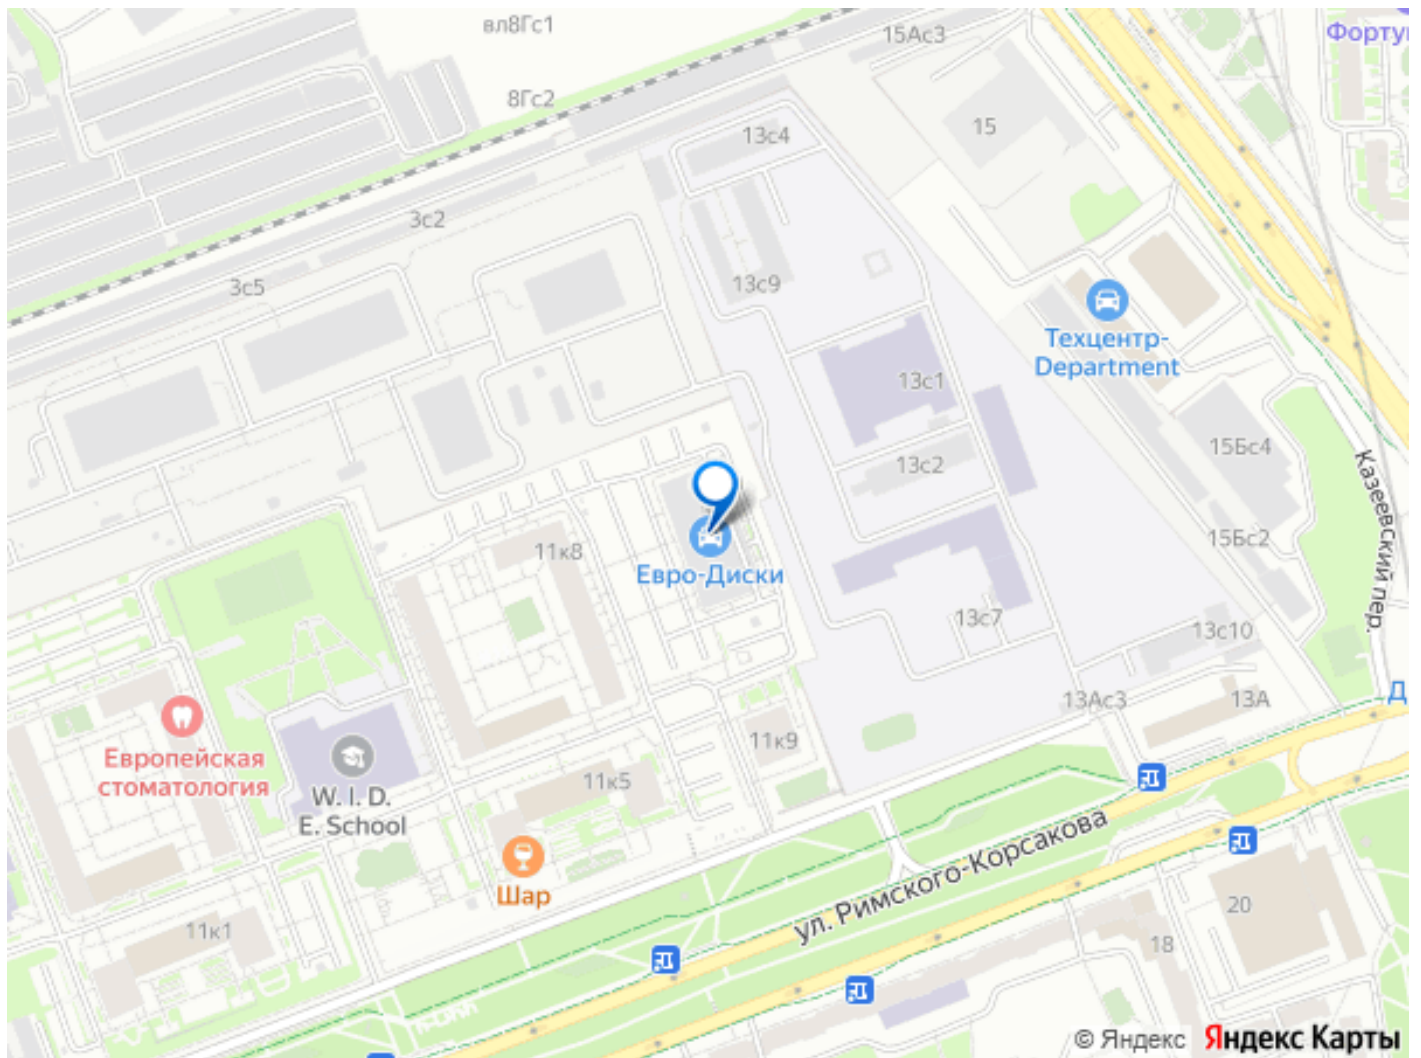 вл8Гс1
15Ас3
Форту
8Гс2
13с4
15
3с2
3с5
13с9
Техцентр-
Department
13с1
13с2
15Бс4
Казеевский пер.
15Бс2
11к8
Евро-Диски
13с7
13с10
13Ас3
13А
Д
Европейская
стоматология
11к9
11к5
W. I. D.
E. School
Шар
ул. Римского-Корсакова
20
18
11к1
© Яндекс Яндекс Карты